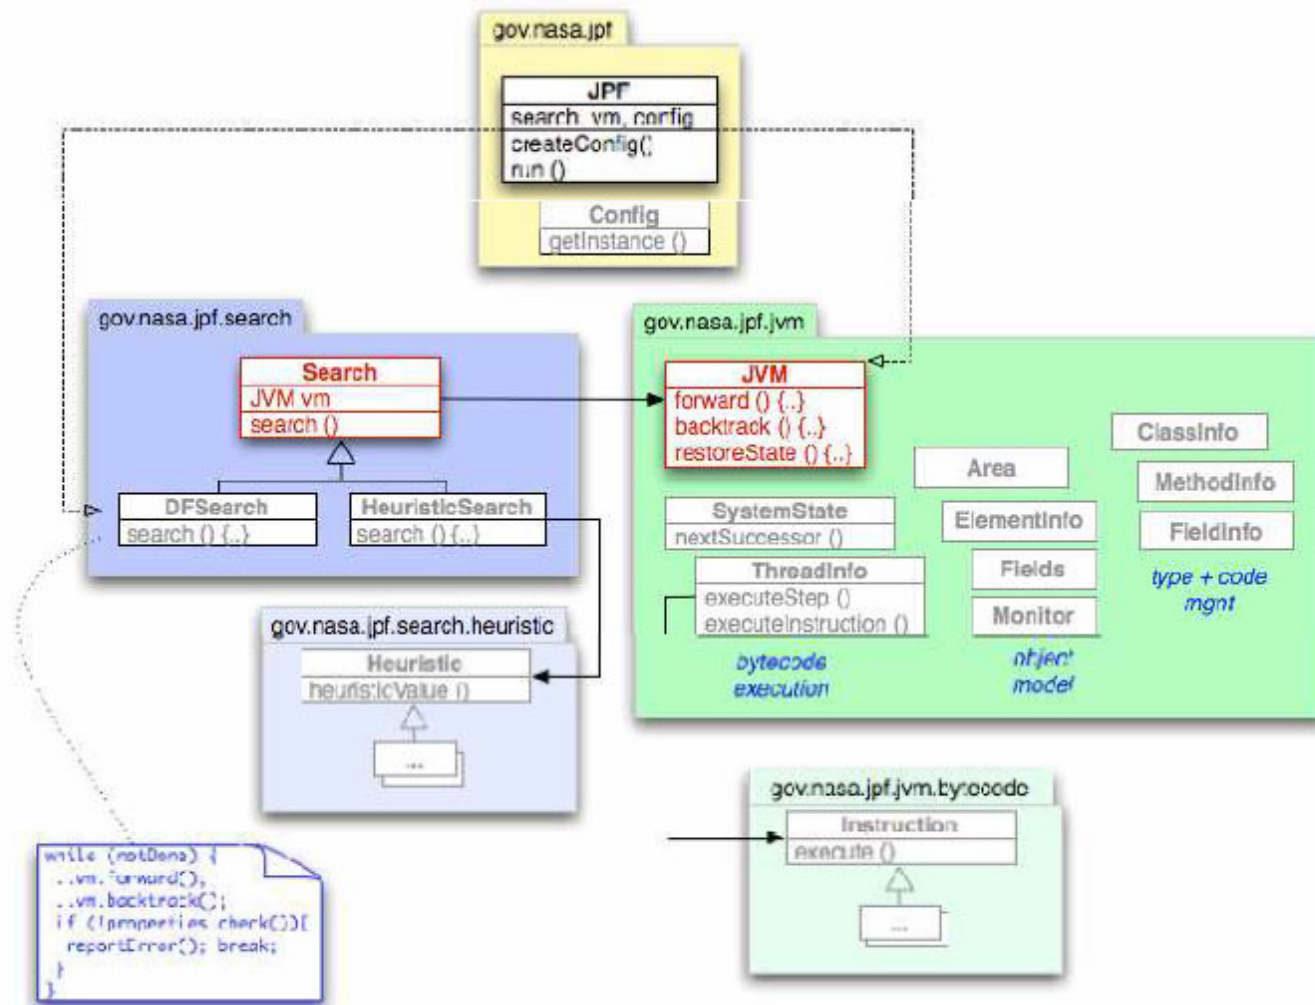 gov.nasa.jpf
JPF
search, vm, config
createConfig()
run ()
Config
getInstance ()
gov.nasa.jpf.search
Search
JVM vm
search ()
DFSearch
search () {..}
HeuristicSearch
search () {..}
gov.nasa.jpf.jvm
JVM
forward () {..}
backtrack () {..}
restoreState () {..}
SystemState
nextSuccessor ()
ThreadInfo
executeStep ()
executeInstruction ()
bytecode
execution
Area
ElementInfo
Fields
Monitor
object
model
ClassInfo
MethodInfo
FieldInfo
type + code
mgnt
gov.nasa.jpf.search.heuristic
Heuristic
heuristicValue ()
...
gov.nasa.jpf.jvm.bytecode
Instruction
execute ()
...
while (notDone) {
..vm.forward();
..vm.backtrack();
if (!properties.check()){
reportError(); break;
}
}